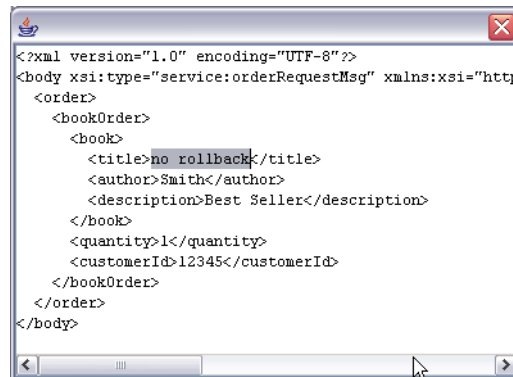 <?xml version="1.0" encoding="UTF-8"?>
<body xsi:type="service:orderRequestMsg" xmlns:xsi="http
<order>
<bookOrder>
<book>
<title>no rollback</title>
<author>Smith</author>
<description>Best Seller</description>
</book>
<quantity>1</quantity>
<customerId>12345</customerId>
</bookOrder>
</order>
</body>